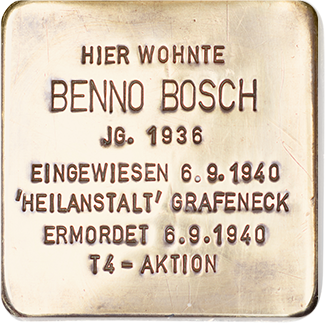 HIER WOHNTE
BENNO BOSCH
JG. 1936
EINGEWIESEN 6.9.1940
'HEILANSTALT' GRAFENECK
ERMORDET 6.9.1940
T4-AKTION